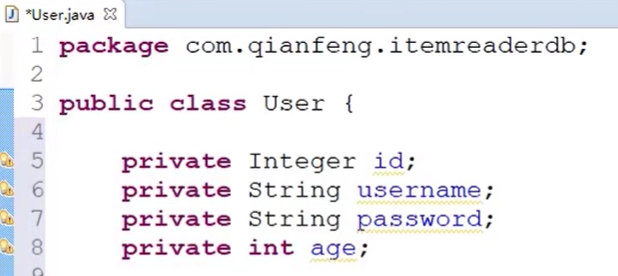 *User.java
1 package com.qianfeng.itemreaderdb;
2
3 public class User {
4
5 private Integer id;
6 private String username;
7 private String password;
8 private int age;